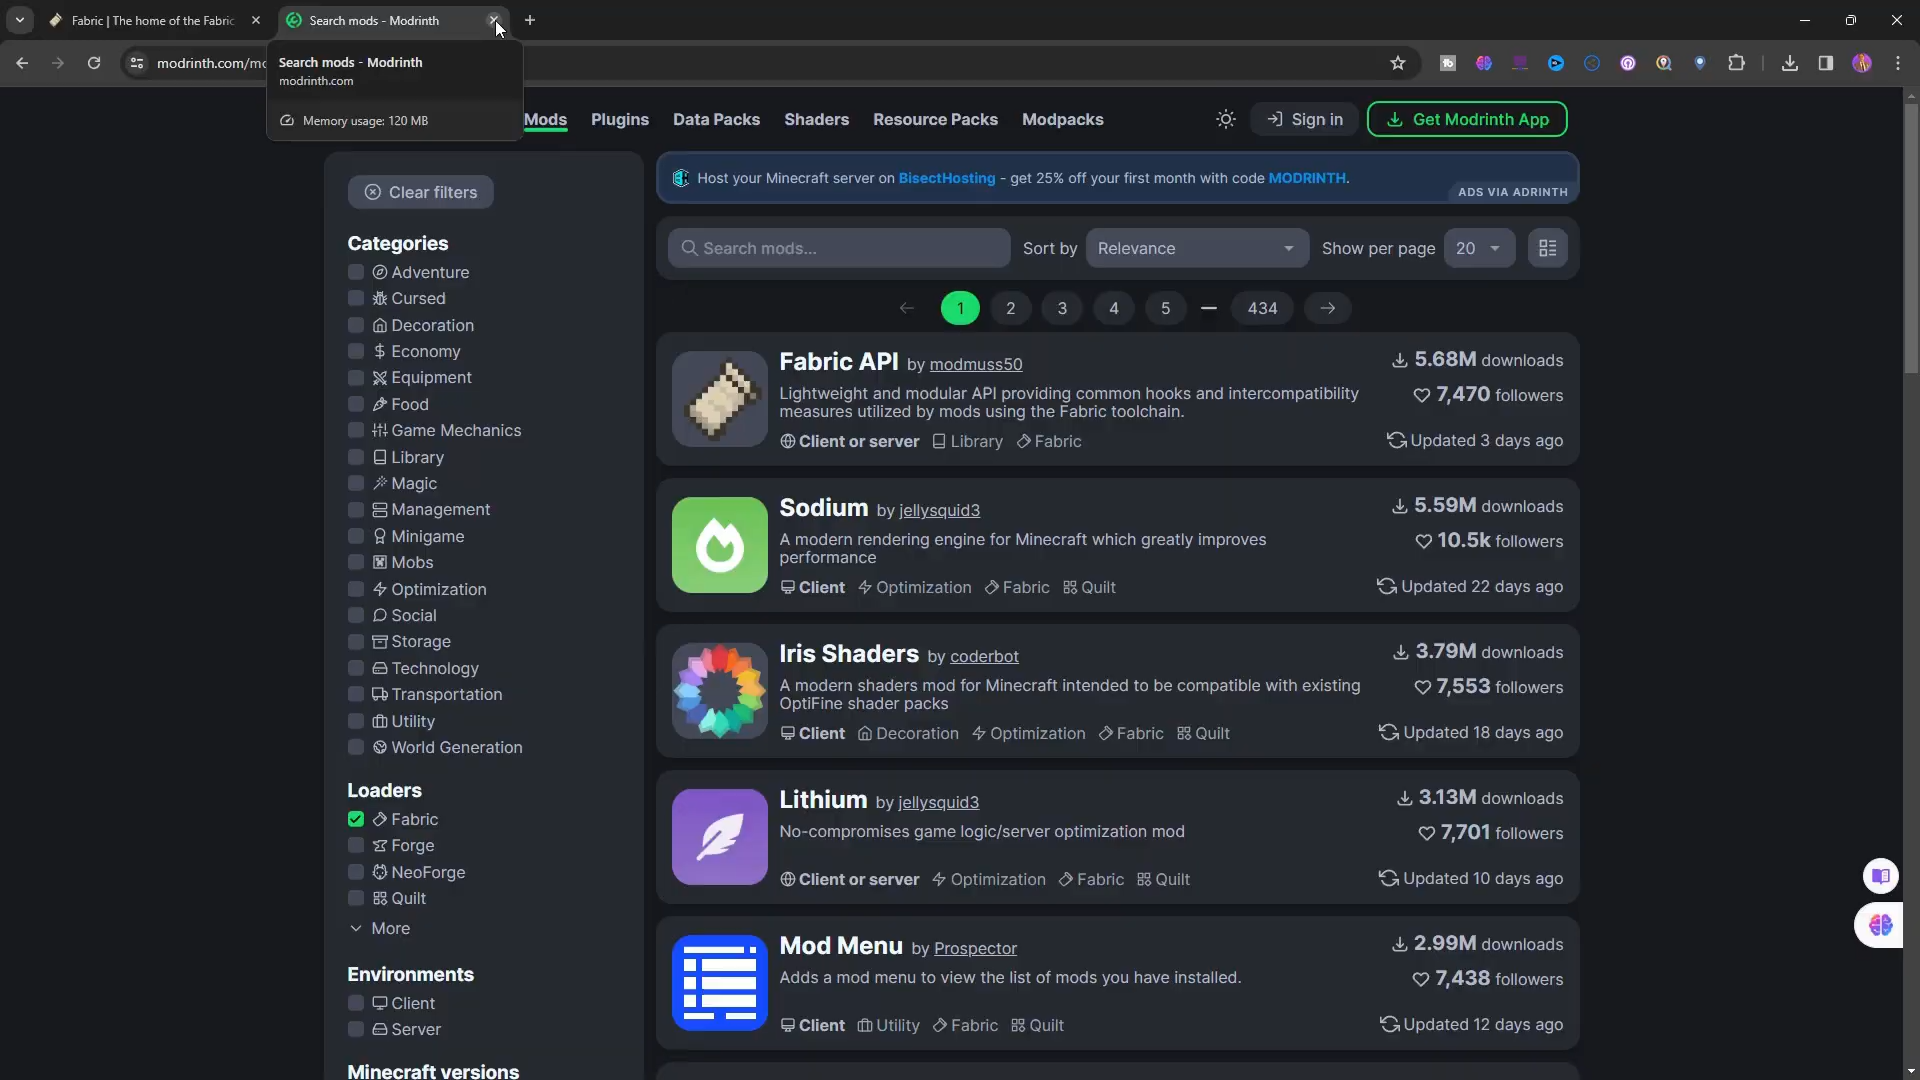 Fabric | The home of the Fabric
Search mods - Modrinth
modrinth.com/mo
Search mods - Modrinth
modrinth.com
Memory usage: 120 MB
Mods
Plugins
Data Packs
Shaders
Resource Packs
Modpacks
Sign in
Get Modrinth App
Host your Minecraft server on BisectHosting - get 25% off your first month with code MODRINTH.
ADS VIA ADRINTH
Clear filters
Categories
Adventure
Cursed
Decoration
Economy
Equipment
Food
Game Mechanics
Library
Magic
Management
Minigame
Mobs
Optimization
Social
Storage
Technology
Transportation
Utility
World Generation
Loaders
Fabric
Forge
NeoForge
Quilt
More
Environments
Client
Server
Minecraft versions
Search mods...
Sort by
Relevance
Show per page
20
1 2 3 4 5 — 434
Fabric API by modmuss50
Lightweight and modular API providing common hooks and intercompatibility
measures utilized by mods using the Fabric toolchain.
Client or server Library Fabric
5.68M downloads
7,470 followers
Updated 3 days ago
Sodium by jellysquid3
A modern rendering engine for Minecraft which greatly improves
performance
Client Optimization Fabric Quilt
5.59M downloads
10.5k followers
Updated 22 days ago
Iris Shaders by coderbot
A modern shaders mod for Minecraft intended to be compatible with existing
OptiFine shader packs
Client Decoration Optimization Fabric Quilt
3.79M downloads
7,553 followers
Updated 18 days ago
Lithium by jellysquid3
No-compromises game logic/server optimization mod
Client or server Optimization Fabric Quilt
3.13M downloads
7,701 followers
Updated 10 days ago
Mod Menu by Prospector
Adds a mod menu to view the list of mods you have installed.
Client Utility Fabric Quilt
2.99M downloads
7,438 followers
Updated 12 days ago